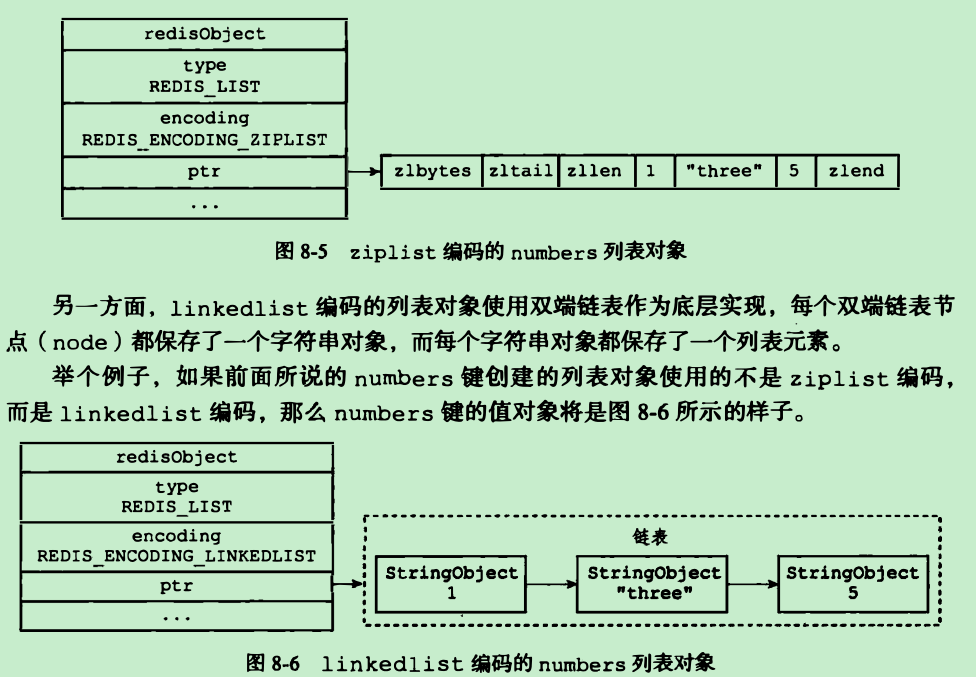 redisObject
type
REDIS_LIST
encoding
REDIS_ENCODING_ZIPLIST
ptr
zlbytes zltail zllen 1 "three" 5 zlend
...
图 8-5 ziplist 编码的 numbers 列表对象
另一方面，linkedlist 编码的列表对象使用双端链表作为底层实现，每个双端链表节
点（node）都保存了一个字符串对象，而每个字符串对象都保存了一个列表元素。
举个例子，如果前面所说的 numbers 键创建的列表对象使用的不是 ziplist 编码，
而是 linkedlist 编码，那么 numbers 键的值对象将是图 8-6 所示的样子。
redisObject
type
REDIS_LIST
encoding
REDIS_ENCODING_LINKEDLIST
ptr
...
链表
StringObject
1
StringObject
"three"
StringObject
5
图 8-6 linkedlist 编码的 numbers 列表对象